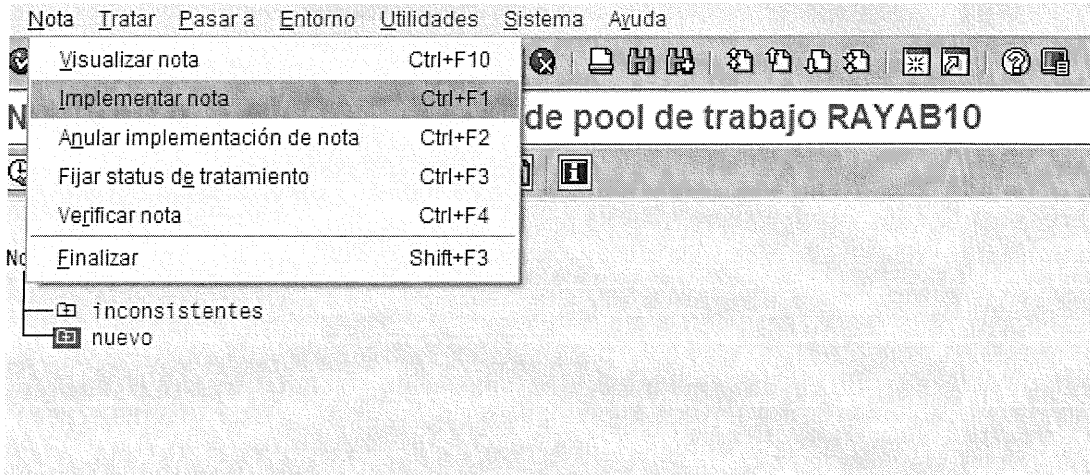 Nota Tratar Pasar a Entorno Utilidades Sistema Ayuda
Visualizar nota Ctrl+F10
Implementar nota Ctrl+F1
N de pool de trabajo RAYAB10
Anular implementación de nota Ctrl+F2
Fijar status de tratamiento Ctrl+F3
Verificar nota Ctrl+F4
No
Finalizar Shift+F3
inconsistentes
nuevo